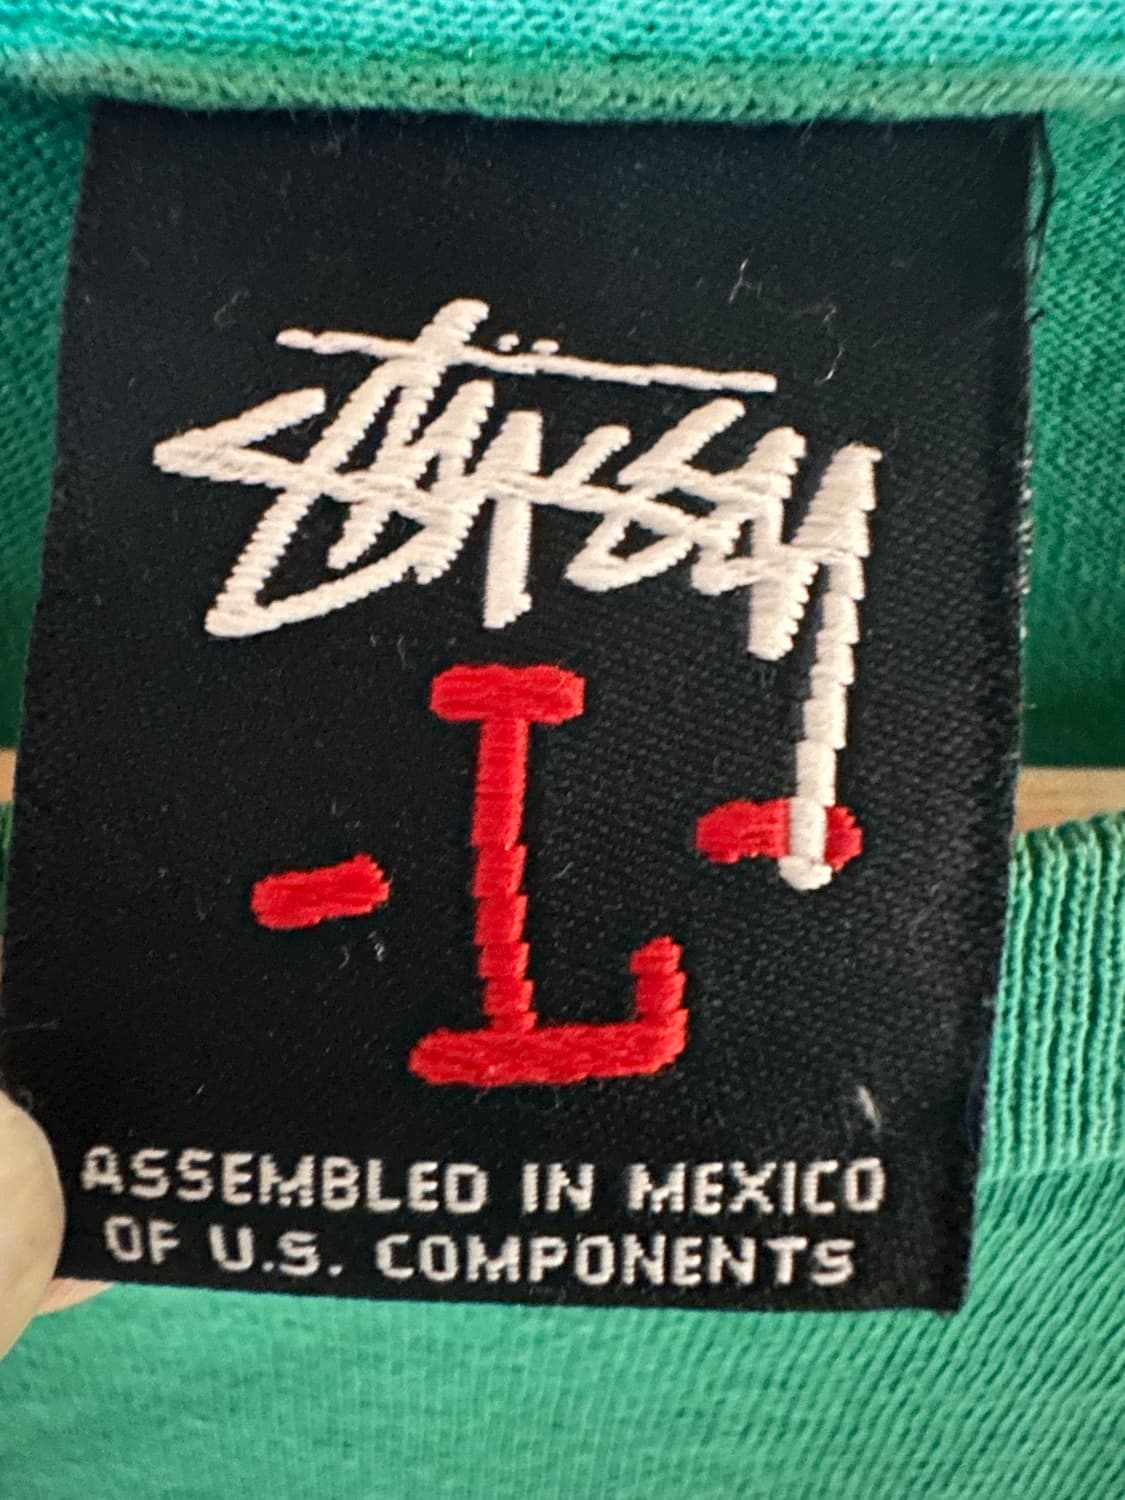 Stüssy
- L -
ASSEMBLED IN MEXICO
OF U.S. COMPONENTS